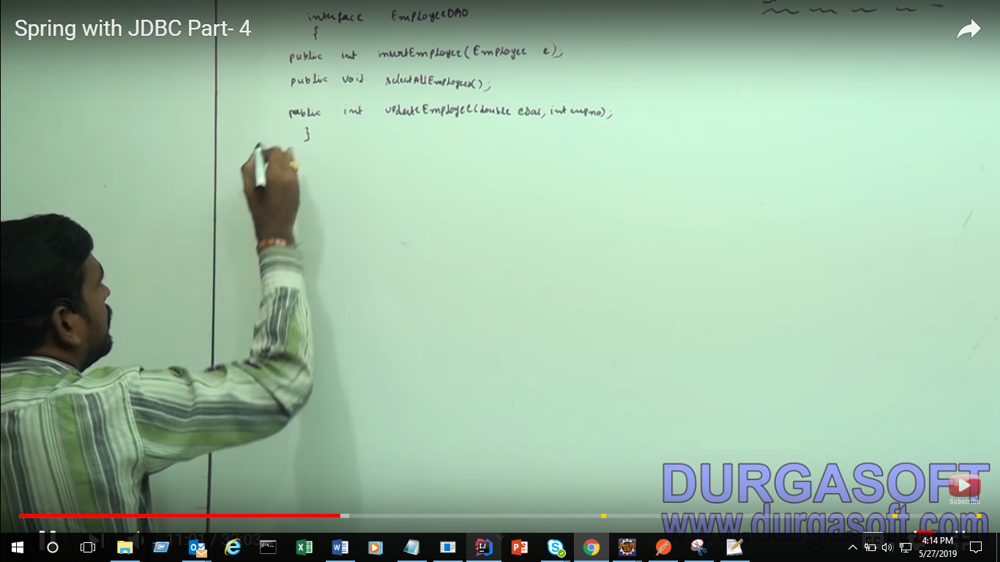 Spring with JDBC Part- 4
interface EmployeeDAO
{
public int insertEmployee(Employee e);
public void selectAllEmployees();
public int updateEmployee(double esal, int empno);
}
DURGASOFT
www.durgasoft.com
Subscribe
11:01 / 33:03
4:14 PM
5/27/2019